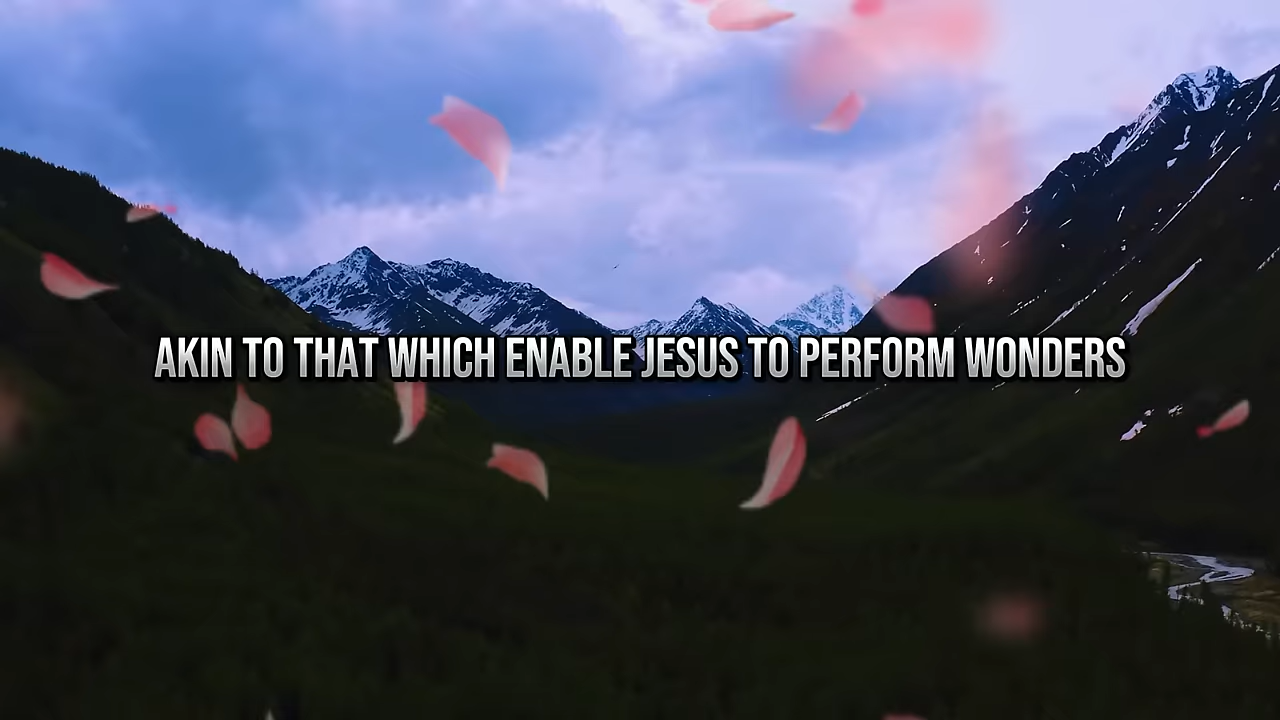 AKIN TO THAT WHICH ENABLE JESUS TO PERFORM WONDERS